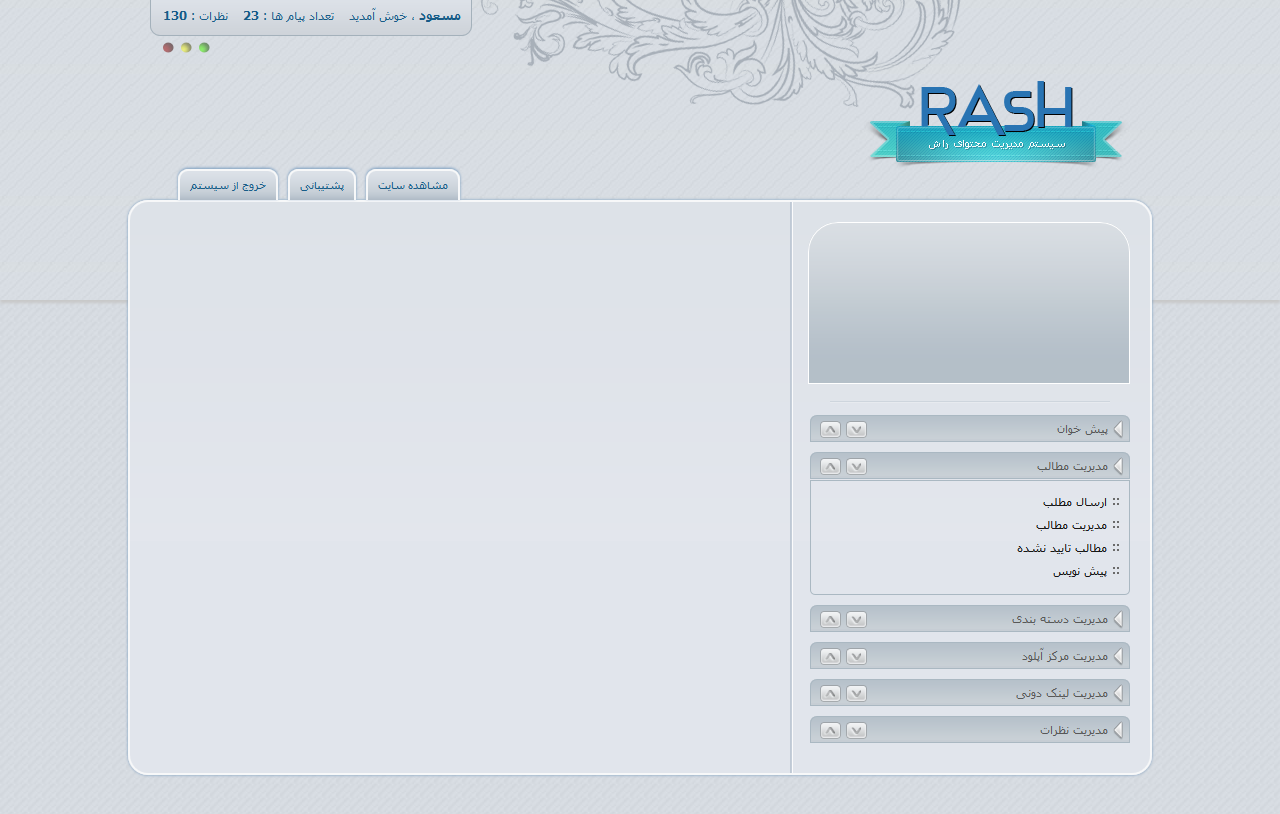 مسعود ، خوش آمدید تعداد پیام ها : 23 نظرات : 130
RASH
سیستم مدیریت محتوای راش
مشاهده سایت
پشتیبانی
خروج از سیستم
پیش خوان
مدیریت مطالب
:: ارسال مطلب
:: مدیریت مطالب
:: مطالب تایید نشده
:: پیش نویس
مدیریت دسته بندی
مدیریت مرکز آپلود
مدیریت لینک دونی
مدیریت نظرات